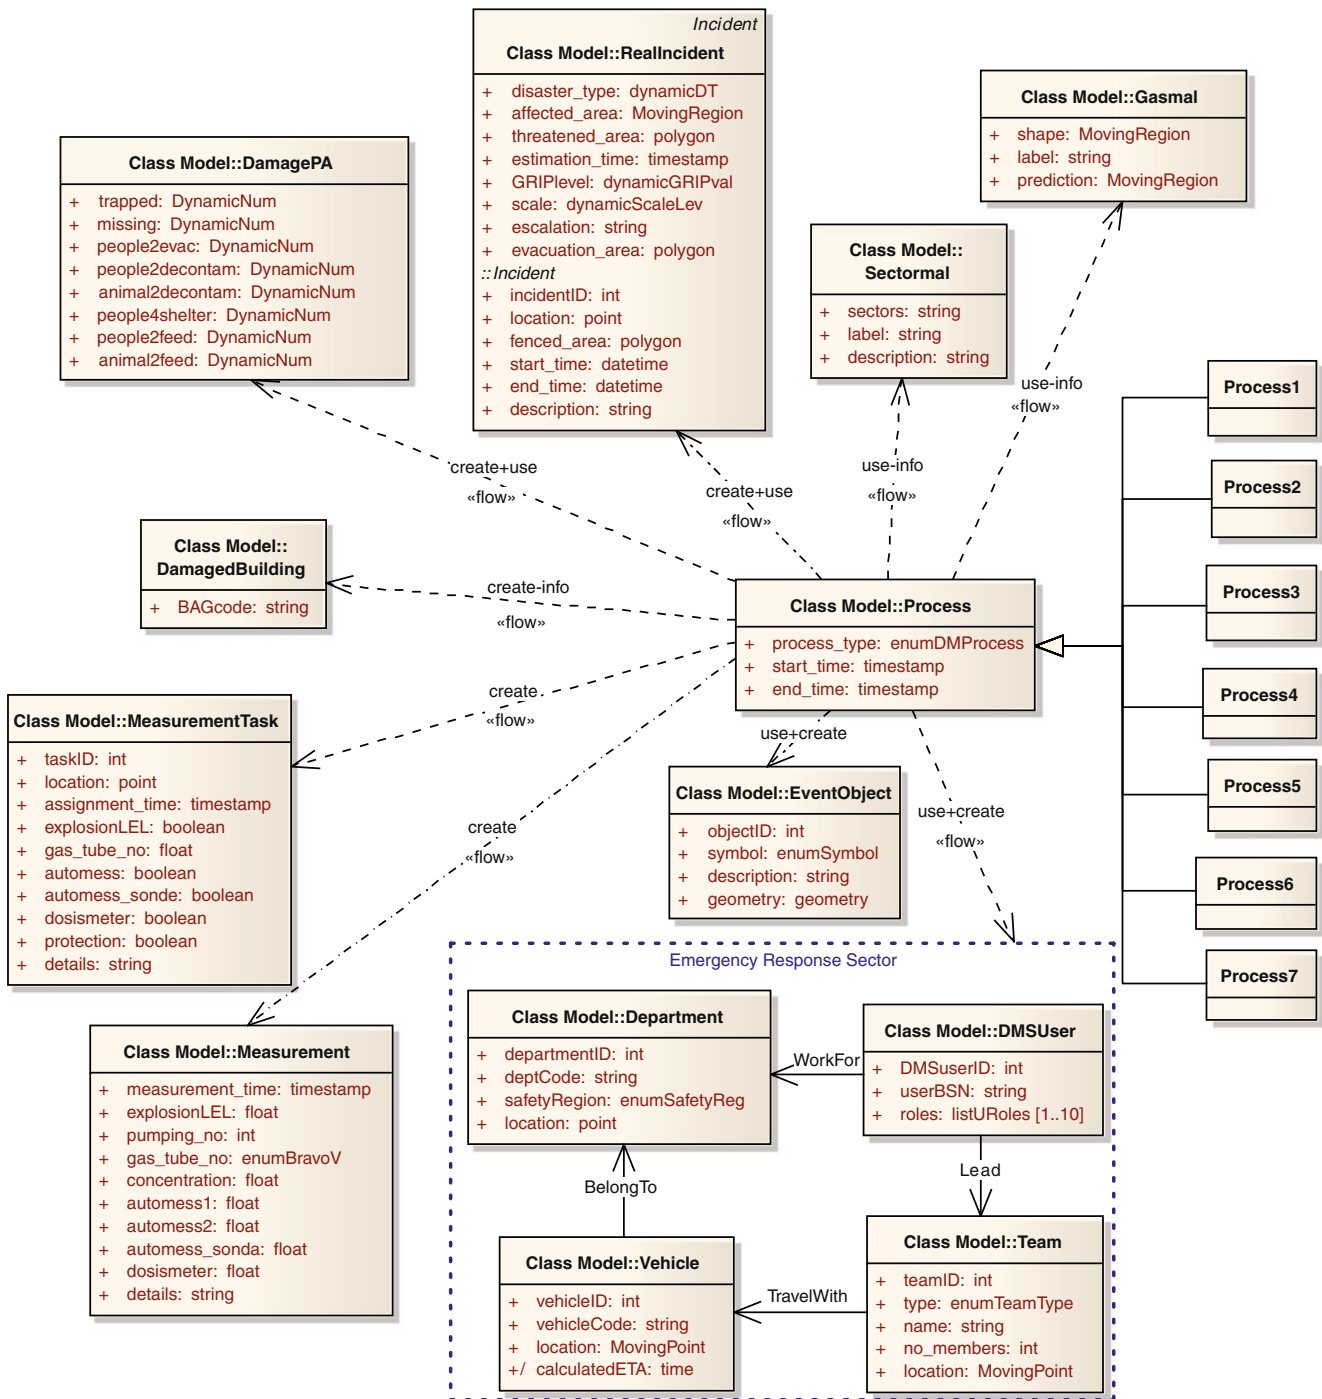 Incident
Class Model::RealIncident
+ disaster_type: dynamicDT
+ affected_area: MovingRegion
+ threatened_area: polygon
+ estimation_time: timestamp
+ GRIPlevel: dynamicGRIPval
+ scale: dynamicScaleLev
+ escalation: string
+ evacuation_area: polygon
::Incident
+ incidentID: int
+ location: point
+ fenced_area: polygon
+ start_time: datetime
+ end_time: datetime
+ description: string
Class Model::Gasmal
+ shape: MovingRegion
+ label: string
+ prediction: MovingRegion
Class Model::DamagePA
+ trapped: DynamicNum
+ missing: DynamicNum
+ people2evac: DynamicNum
+ people2decontam: DynamicNum
+ animal2decontam: DynamicNum
+ people4shelter: DynamicNum
+ people2feed: DynamicNum
+ animal2feed: DynamicNum
Class Model::
Sectormal
+ sectors: string
+ label: string
+ description: string
use-info
«flow»
Process1
create+use
«flow»
create+use
«flow»
use-info
«flow»
Process2
Class Model::
DamagedBuilding
+ BAGcode: string
create-info
«flow»
Class Model::Process
+ process_type: enumDMProcess
+ start_time: timestamp
+ end_time: timestamp
Process3
Process4
create
«flow»
Class Model::MeasurementTask
+ taskID: int
+ location: point
+ assignment_time: timestamp
+ explosionLEL: boolean
+ gas_tube_no: float
+ automess: boolean
+ automess_sonde: boolean
+ dosismeter: boolean
+ protection: boolean
+ details: string
use+create
Class Model::EventObject
+ objectID: int
+ symbol: enumSymbol
+ description: string
+ geometry: geometry
create
«flow»
use+create
«flow»
Process5
Process6
Process7
Emergency Response Sector
Class Model::Department
+ departmentID: int
+ deptCode: string
+ safetyRegion: enumSafetyReg
+ location: point
WorkFor
Class Model::DMSUser
+ DMSuserID: int
+ userBSN: string
+ roles: listURoles [1..10]
Class Model::Measurement
+ measurement_time: timestamp
+ explosionLEL: float
+ pumping_no: int
+ gas_tube_no: enumBravoV
+ concentration: float
+ automess1: float
+ automess2: float
+ automess_sonda: float
+ dosismeter: float
+ details: string
BelongTo
Lead
Class Model::Vehicle
+ vehicleID: int
+ vehicleCode: string
+ location: MovingPoint
+/ calculatedETA: time
TravelWith
Class Model::Team
+ teamID: int
+ type: enumTeamType
+ name: string
+ no_members: int
+ location: MovingPoint